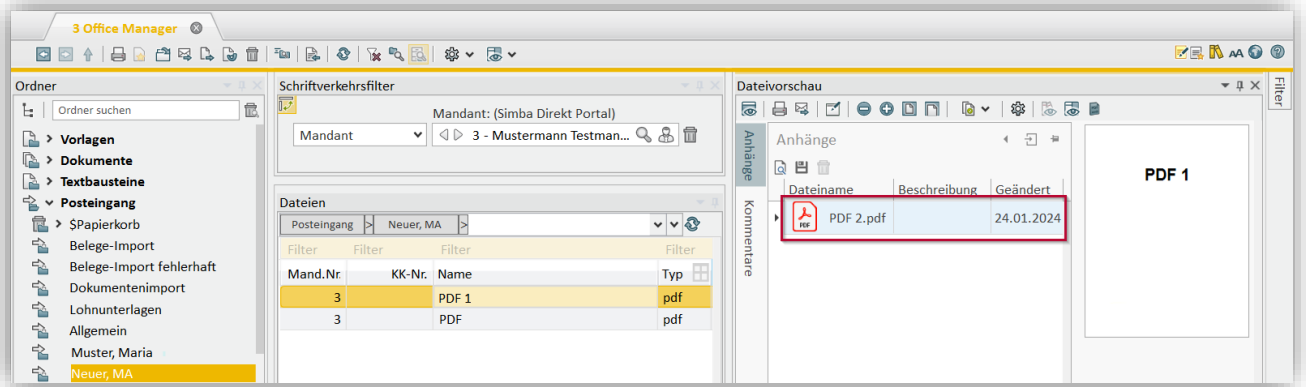 3 Office Manager
Ordner
Ordner suchen
Vorlagen
Dokumente
Textbausteine
Posteingang
$Papierkorb
Belege-Import
Belege-Import fehlerhaft
Dokumentenimport
Lohnunterlagen
Allgemein
Muster, Maria
Neuer, MA
Schriftverkehrsfilter
Mandant: (Simba Direkt Portal)
Mandant 3 - Mustermann Testman...
Dateien
Posteingang > Neuer, MA >
Filter Filter Filter Filter
Mand.Nr. KK-Nr. Name Typ
3 PDF 1 pdf
3 PDF pdf
Dateivorschau
AA
Anhänge
Kommentare
Anhänge
Dateiname Beschreibung Geändert
PDF PDF 2.pdf 24.01.2024
PDF 1
Filter